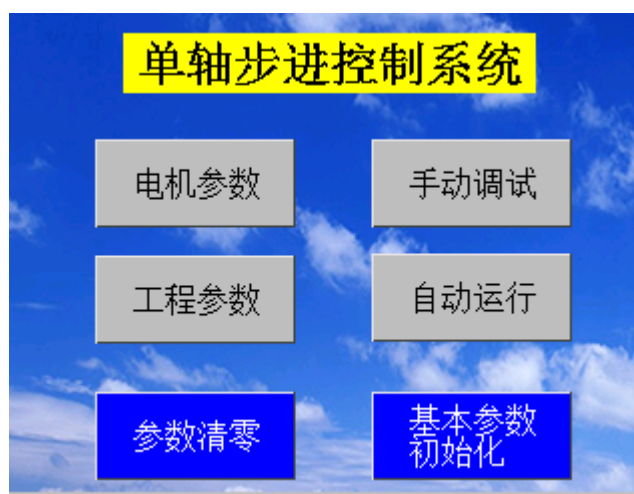 单轴步进控制系统
电机参数
手动调试
工程参数
自动运行
参数清零
基本参数
初始化